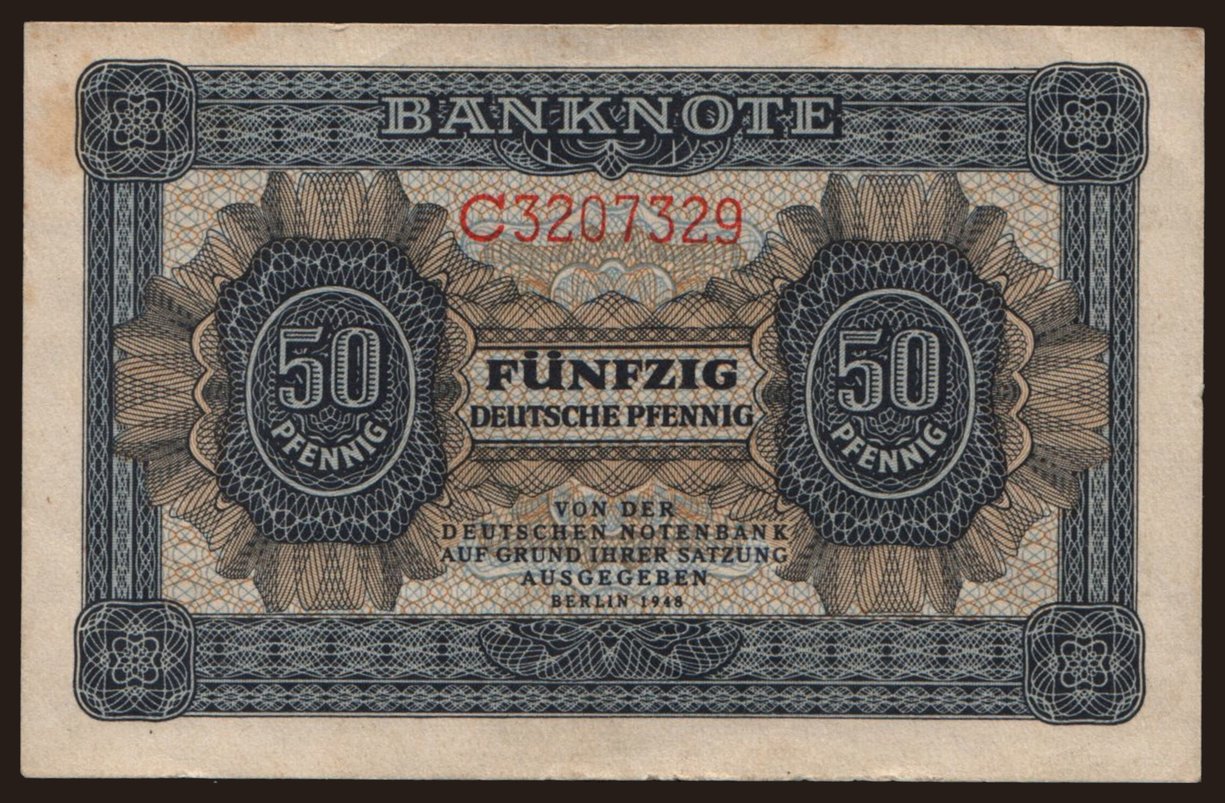 BANKNOTE
C3207329
50
PFENNIG
FÜNFZIG
DEUTSCHE PFENNIG
50
PFENNIG
VON DER
DEUTSCHEN NOTENBANK
AUF GRUND IHRER SATZUNG
AUSGEGEBEN
BERLIN 1948